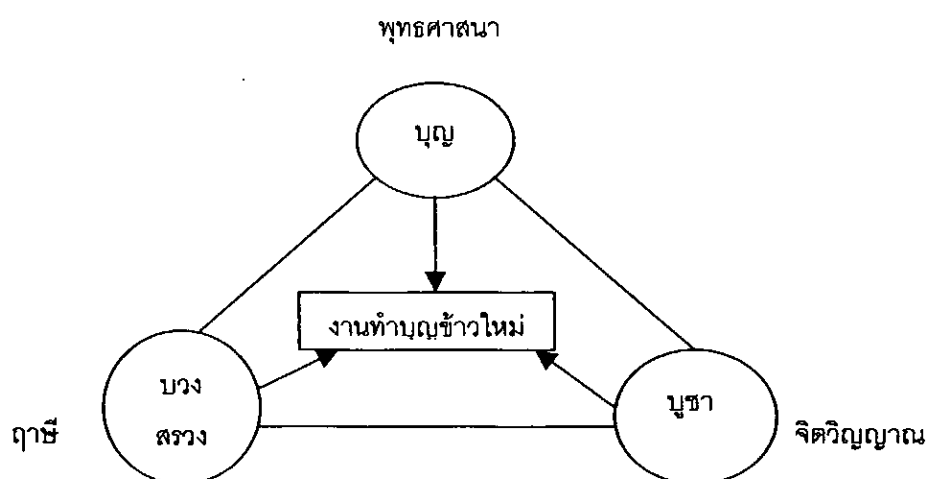 พุทธศาสนา
บุญ
งานทำบุญข้าวใหม่
บวง
สรวง
บูชา
ฤาษี
จิตวิญญาณ